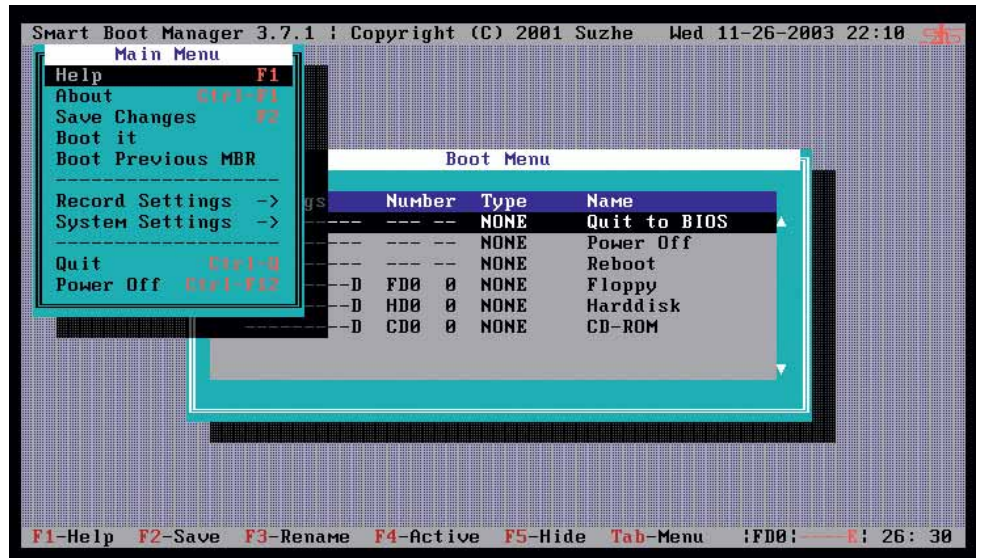 Smart Boot Manager 3.7.1 ¦ Copyright (C) 2001 Suzhe Wed 11-26-2003 22:10
Main Menu
Help F1
About Ctrl-F1
Save Changes F2
Boot it
Boot Previous MBR
--------------------
Record Settings ->
System Settings ->
--------------------
Quit Ctrl-Q
Power Off Ctrl-F12
Boot Menu
gs Number Type Name
--- --- -- NONE Quit to BIOS
---- --- -- NONE Power Off
---- --- -- NONE Reboot
--D FD0 0 NONE Floppy
--D HD0 0 NONE Harddisk
---------D CD0 0 NONE CD-ROM
F1-Help F2-Save F3-Rename F4-Active F5-Hide Tab-Menu ¦FD0¦----E¦ 26: 30